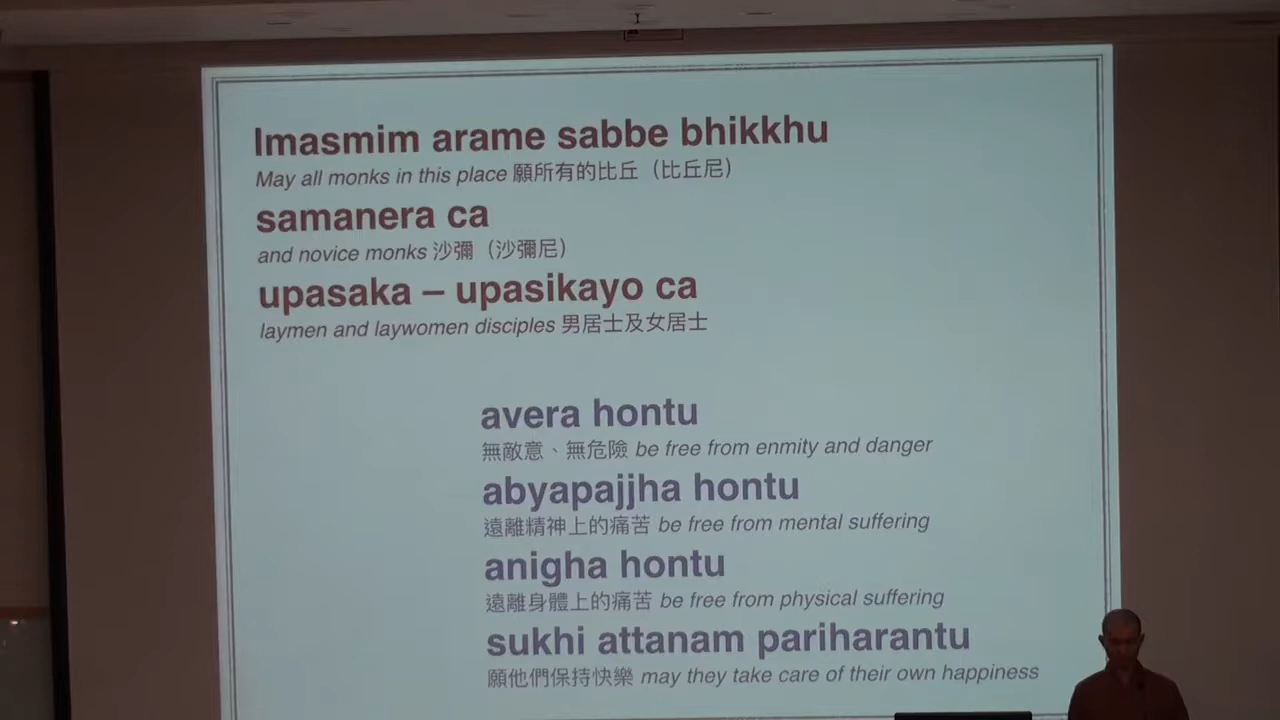 Imasmim arame sabbe bhikkhu
May all monks in this place 願所有的比丘（比丘尼）
samanera ca
and novice monks 沙彌（沙彌尼）
upasaka – upasikayo ca
laymen and laywomen disciples 男居士及女居士
avera hontu
無敵意、無危險 be free from enmity and danger
abyapajjha hontu
遠離精神上的痛苦 be free from mental suffering
anigha hontu
遠離身體上的痛苦 be free from physical suffering
sukhi attanam pariharantu
願他們保持快樂 may they take care of their own happiness